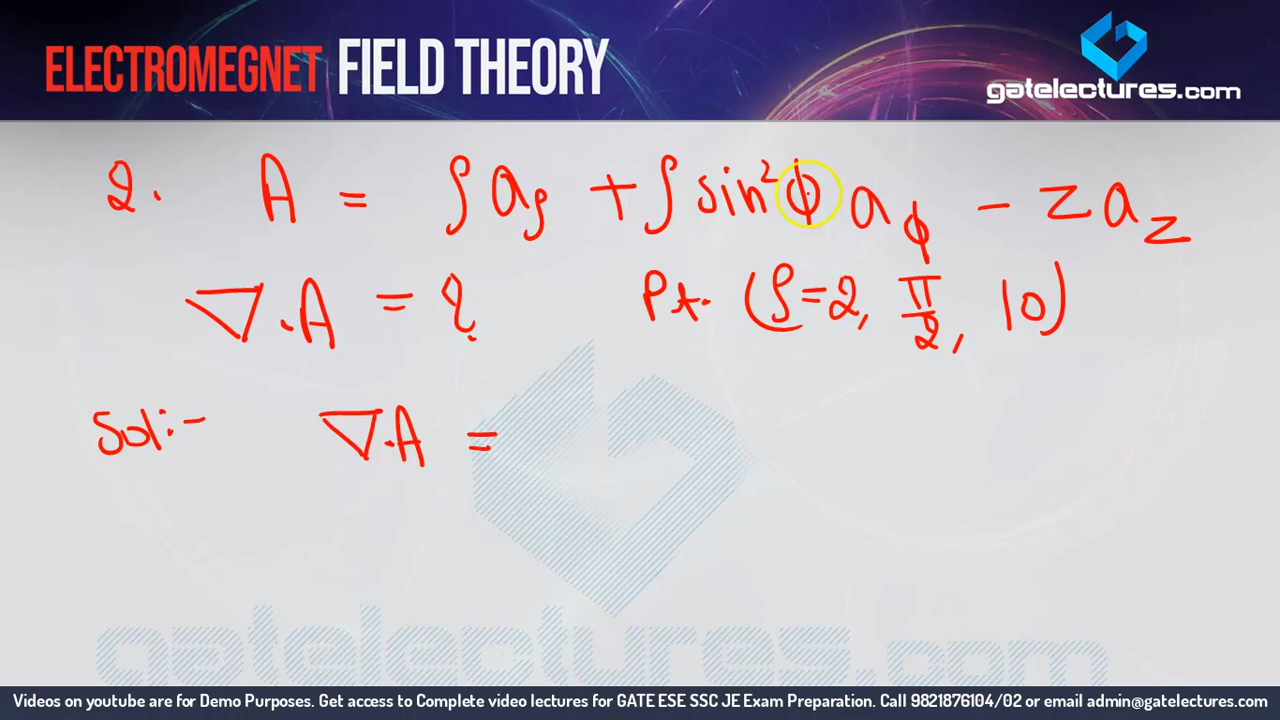 ELECTROMEGNET FIELD THEORY
gatelectures.com
2. A = ρ aρ + ρ sin²ϕ aϕ - z az
∇.A = ? Pt. (ρ=2, π/2, 10)
Sol:- ∇.A =
gatelectures.com
Videos on youtube are for Demo Purposes. Get access to Complete video lectures for GATE ESE SSC JE Exam Preparation. Call 9821876104/02 or email admin@gatelectures.com